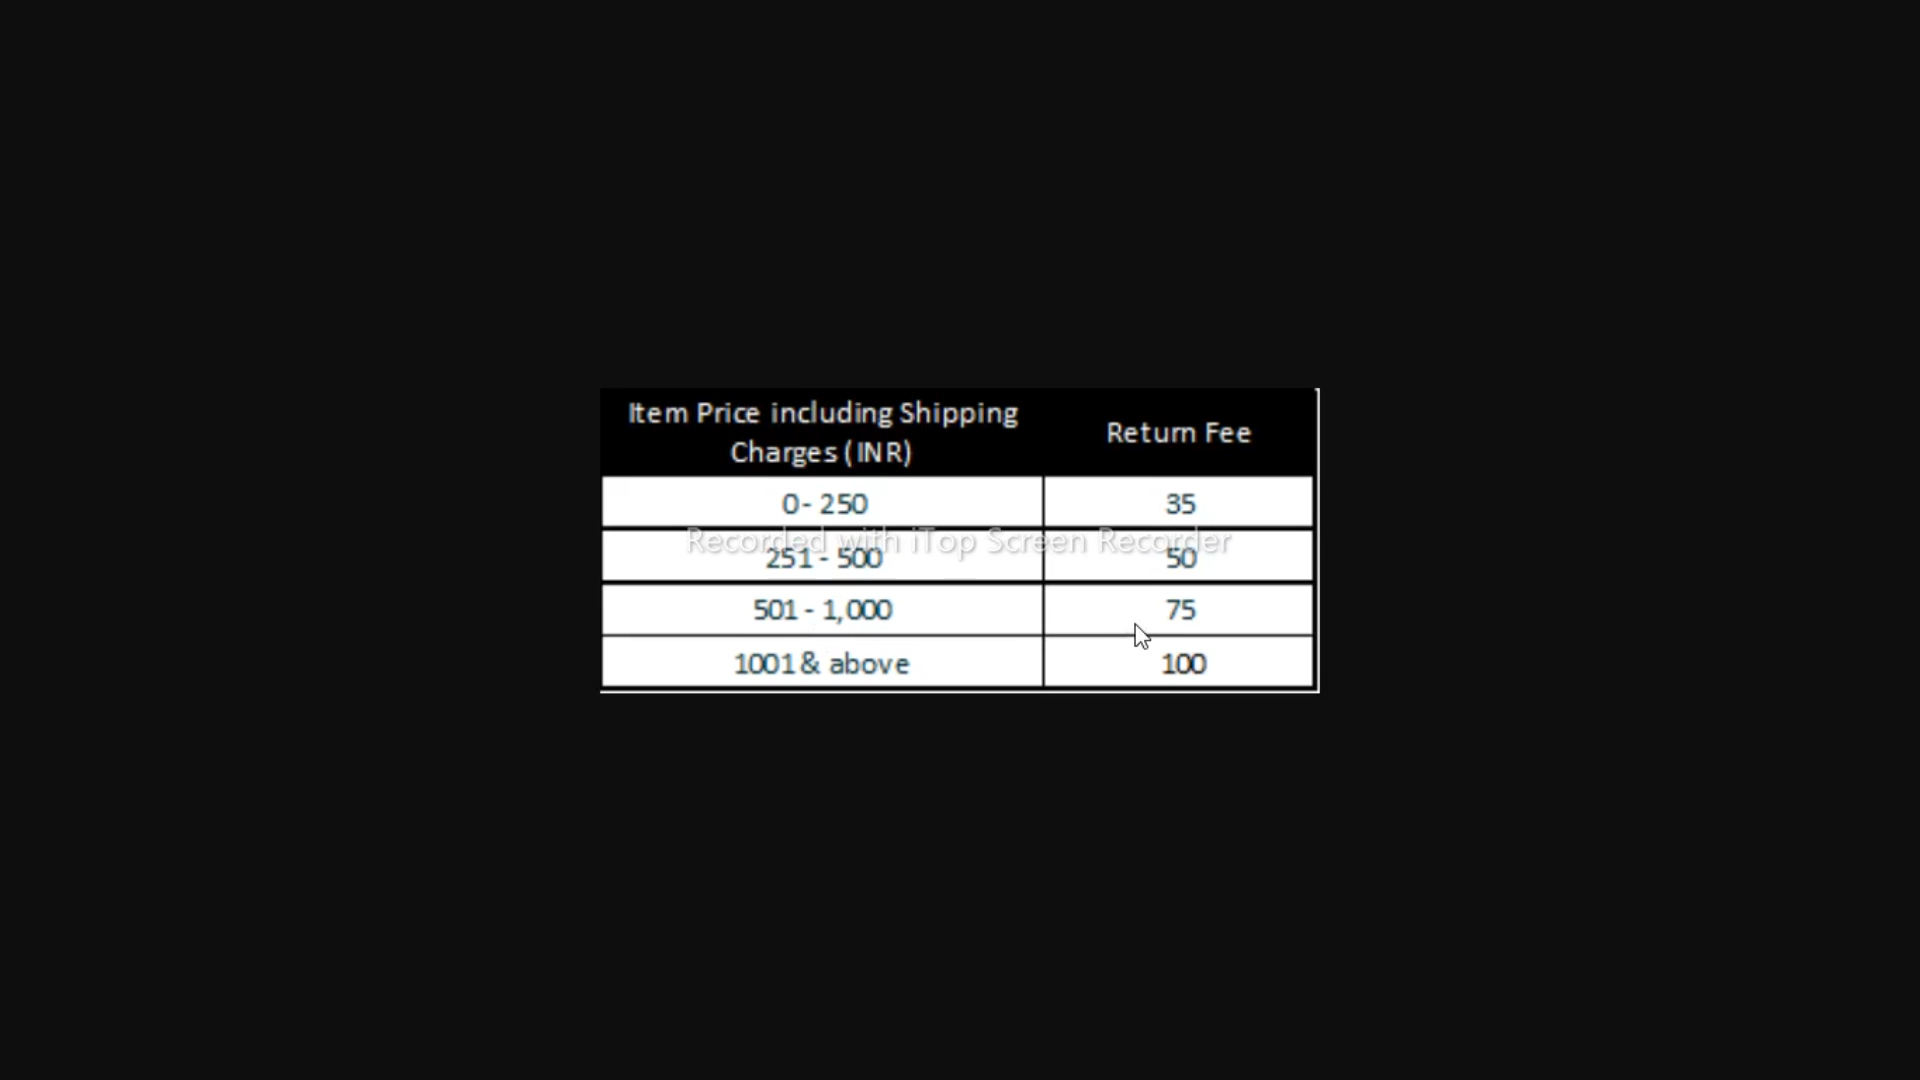 Item Price including Shipping
Charges (INR)
Return Fee
0 - 250 35
Recorded with iTop Screen Recorder
251 - 500 50
501 - 1,000 75
1001 & above 100